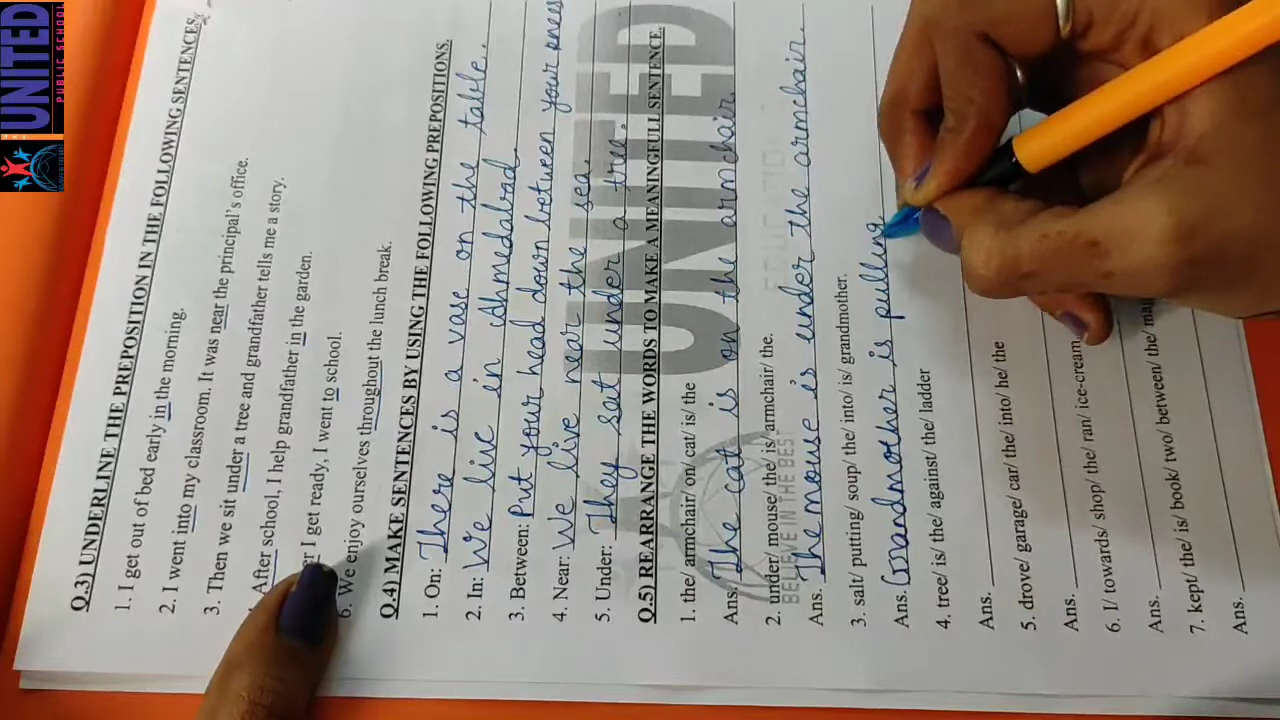 UNITED
PUBLIC SCHOOL
Q.3) UNDERLINE THE PREPOSITION IN THE FOLLOWING SENTENCES.
1. I get out of bed early in the morning.
2. I went into my classroom. It was near the principal's office.
3. Then we sit under a tree and grandfather tells me a story.
After school, I help grandfather in the garden.
I get ready, I went to school.
6. We enjoy ourselves throughout the lunch break.
Q.4) MAKE SENTENCES BY USING THE FOLLOWING PREPOSITIONS.
1. On: There is a vase on the table.
2. In: We live in Ahmedabad.
3. Between: Put your head down between your knees
4. Near: We live near the sea.
5. Under: They sat under a tree.
Q.5) REARRANGE THE WORDS TO MAKE A MEANINGFULL SENTENCE.
1. the/ armchair/ on/ cat/ is/ the
Ans. The cat is on the armchair.
2. under/ mouse/ the/ is/ armchair/ the.
Ans. The mouse is under the armchair.
3. salt/ putting/ soup/ the/ into/ is/ grandmother.
Ans. Grandmother is pulling
4. tree/ is/ the/ against/ the/ ladder
Ans.
5. drove/ garage/ car/ the/ into/ he/ the
Ans.
6. I/ towards/ shop/ the/ ran/ ice-cream.
Ans.
7. kept/ the/ is/ book/ two/ between/ the/
Ans.
UNITED
BELIEVE IN THE BEST